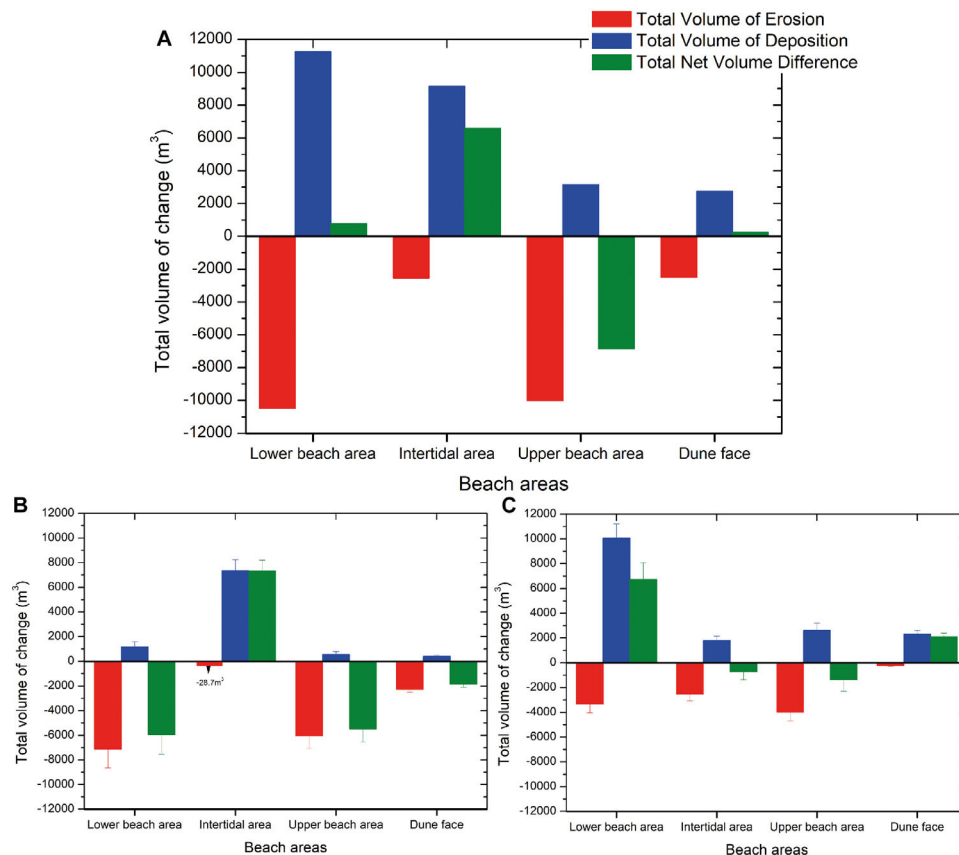 Total Volume of Erosion
Total Volume of Deposition
Total Net Volume Difference
A
12000
10000
8000
6000
4000
2000
0
-2000
-4000
-6000
-8000
-10000
-12000
Total volume of change (m³)
Lower beach area Intertidal area Upper beach area Dune face
Beach areas
B
12000
10000
8000
6000
4000
2000
0
-2000
-4000
-6000
-8000
-10000
-12000
Total volume of change (m³)
-28.7m³
Lower beach area Intertidal area Upper beach area Dune face
Beach areas
C
12000
10000
8000
6000
4000
2000
0
-2000
-4000
-6000
-8000
-10000
-12000
Total volume of change (m³)
Lower beach area Intertidal area Upper beach area Dune face
Beach areas